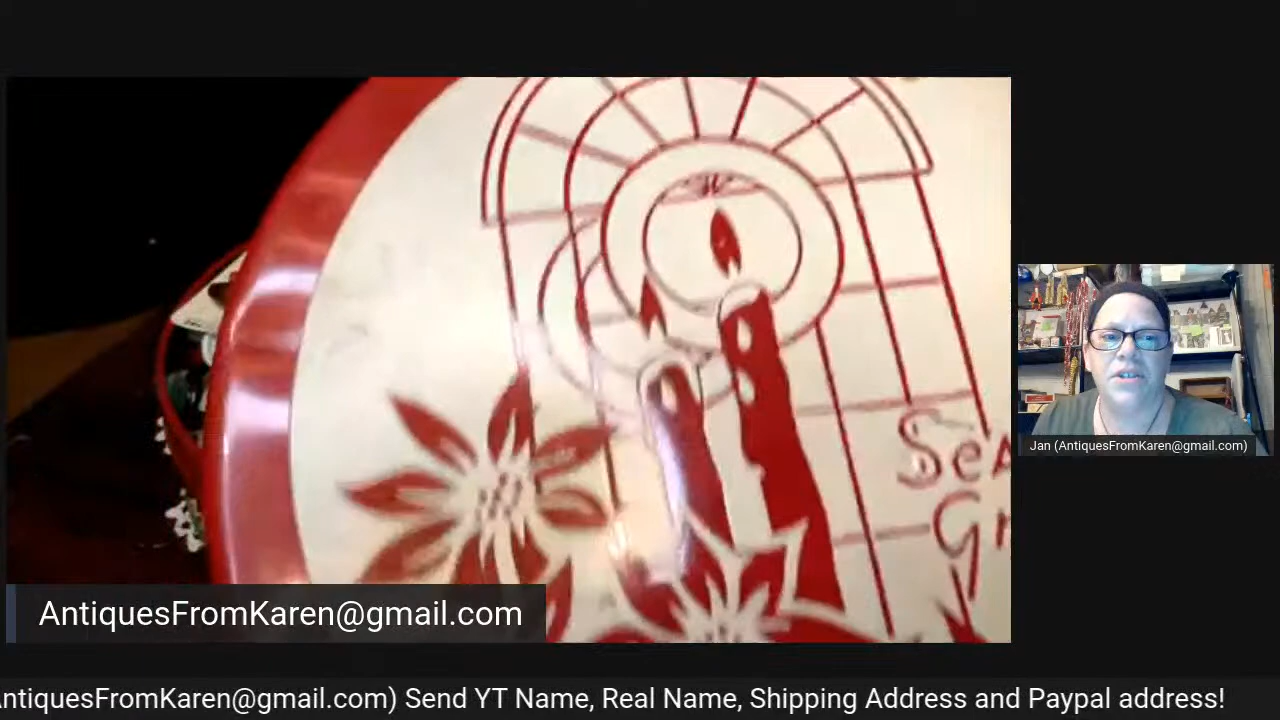 AntiquesFromKaren@gmail.com
Jan (AntiquesFromKaren@gmail.com)
ntiquesFromKaren@gmail.com) Send YT Name, Real Name, Shipping Address and Paypal address!